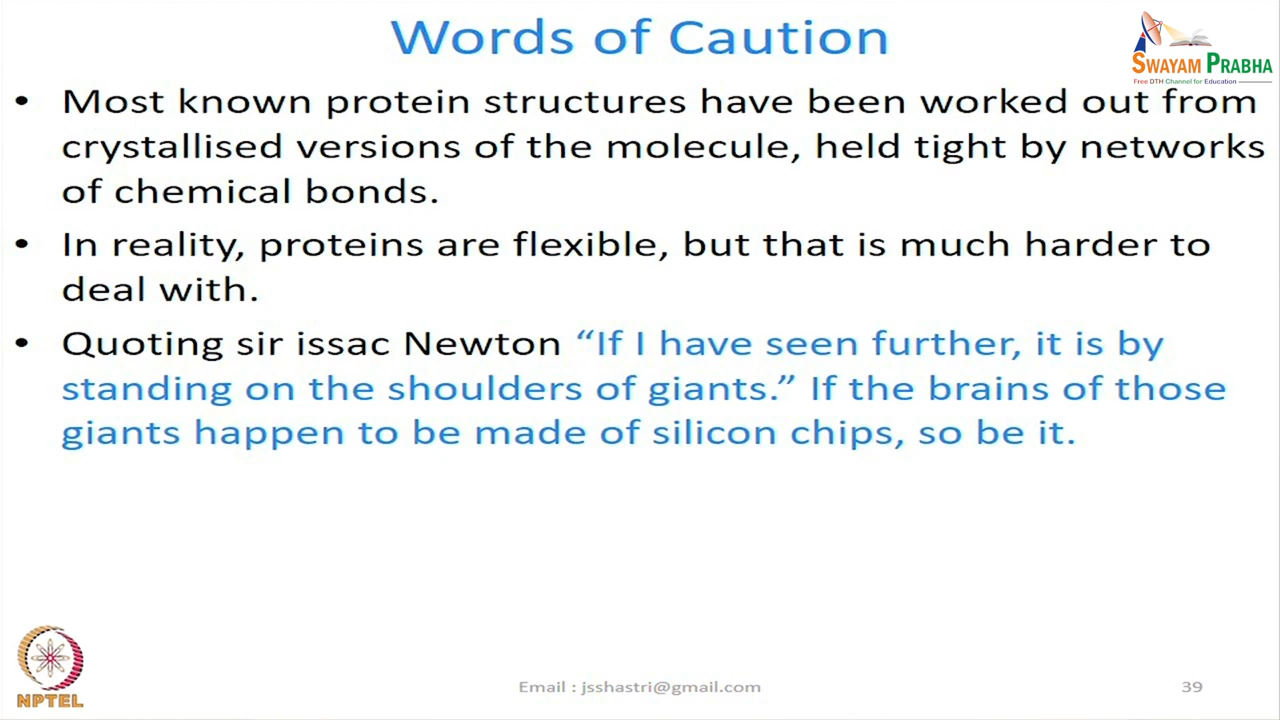 Words of Caution
SWAYAM PRABHA
Free DTH Channel for Education
• Most known protein structures have been worked out from
crystallised versions of the molecule, held tight by networks
of chemical bonds.
• In reality, proteins are flexible, but that is much harder to
deal with.
• Quoting sir issac Newton “If I have seen further, it is by
standing on the shoulders of giants.” If the brains of those
giants happen to be made of silicon chips, so be it.
NPTEL
Email : jsshastri@gmail.com
39